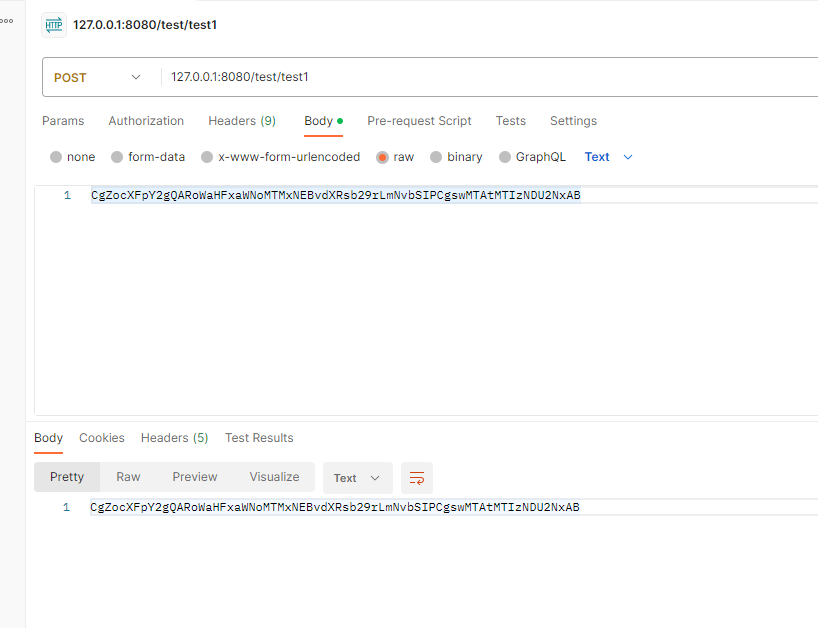 HTTP 127.0.0.1:8080/test/test1
POST 127.0.0.1:8080/test/test1
Params Authorization Headers (9) Body Pre-request Script Tests Settings
none form-data x-www-form-urlencoded raw binary GraphQL Text
1 CgZocXFpY2gQARoWaHFxaWNoMTMxNEBvdXRsb29rLmNvbSIPCgswMTAtMTIzNDU2NxAB
Body Cookies Headers (5) Test Results
Pretty Raw Preview Visualize Text
1 CgZocXFpY2gQARoWaHFxaWNoMTMxNEBvdXRsb29rLmNvbSIPCgswMTAtMTIzNDU2NxAB